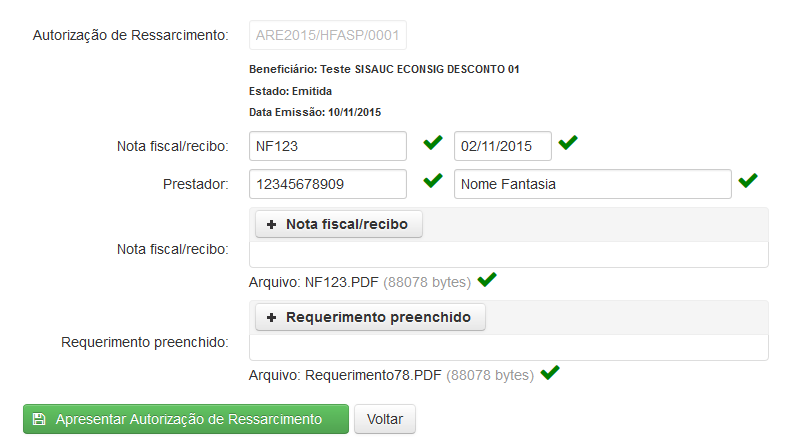 Autorização de Ressarcimento: ARE2015/HFASP/0001
Beneficiário: Teste SISAUC ECONSIG DESCONTO 01
Estado: Emitida
Data Emissão: 10/11/2015
Nota fiscal/recibo: NF123 02/11/2015
Prestador: 12345678909 Nome Fantasia
+ Nota fiscal/recibo
Nota fiscal/recibo:
Arquivo: NF123.PDF (88078 bytes)
+ Requerimento preenchido
Requerimento preenchido:
Arquivo: Requerimento78.PDF (88078 bytes)
Apresentar Autorização de Ressarcimento Voltar